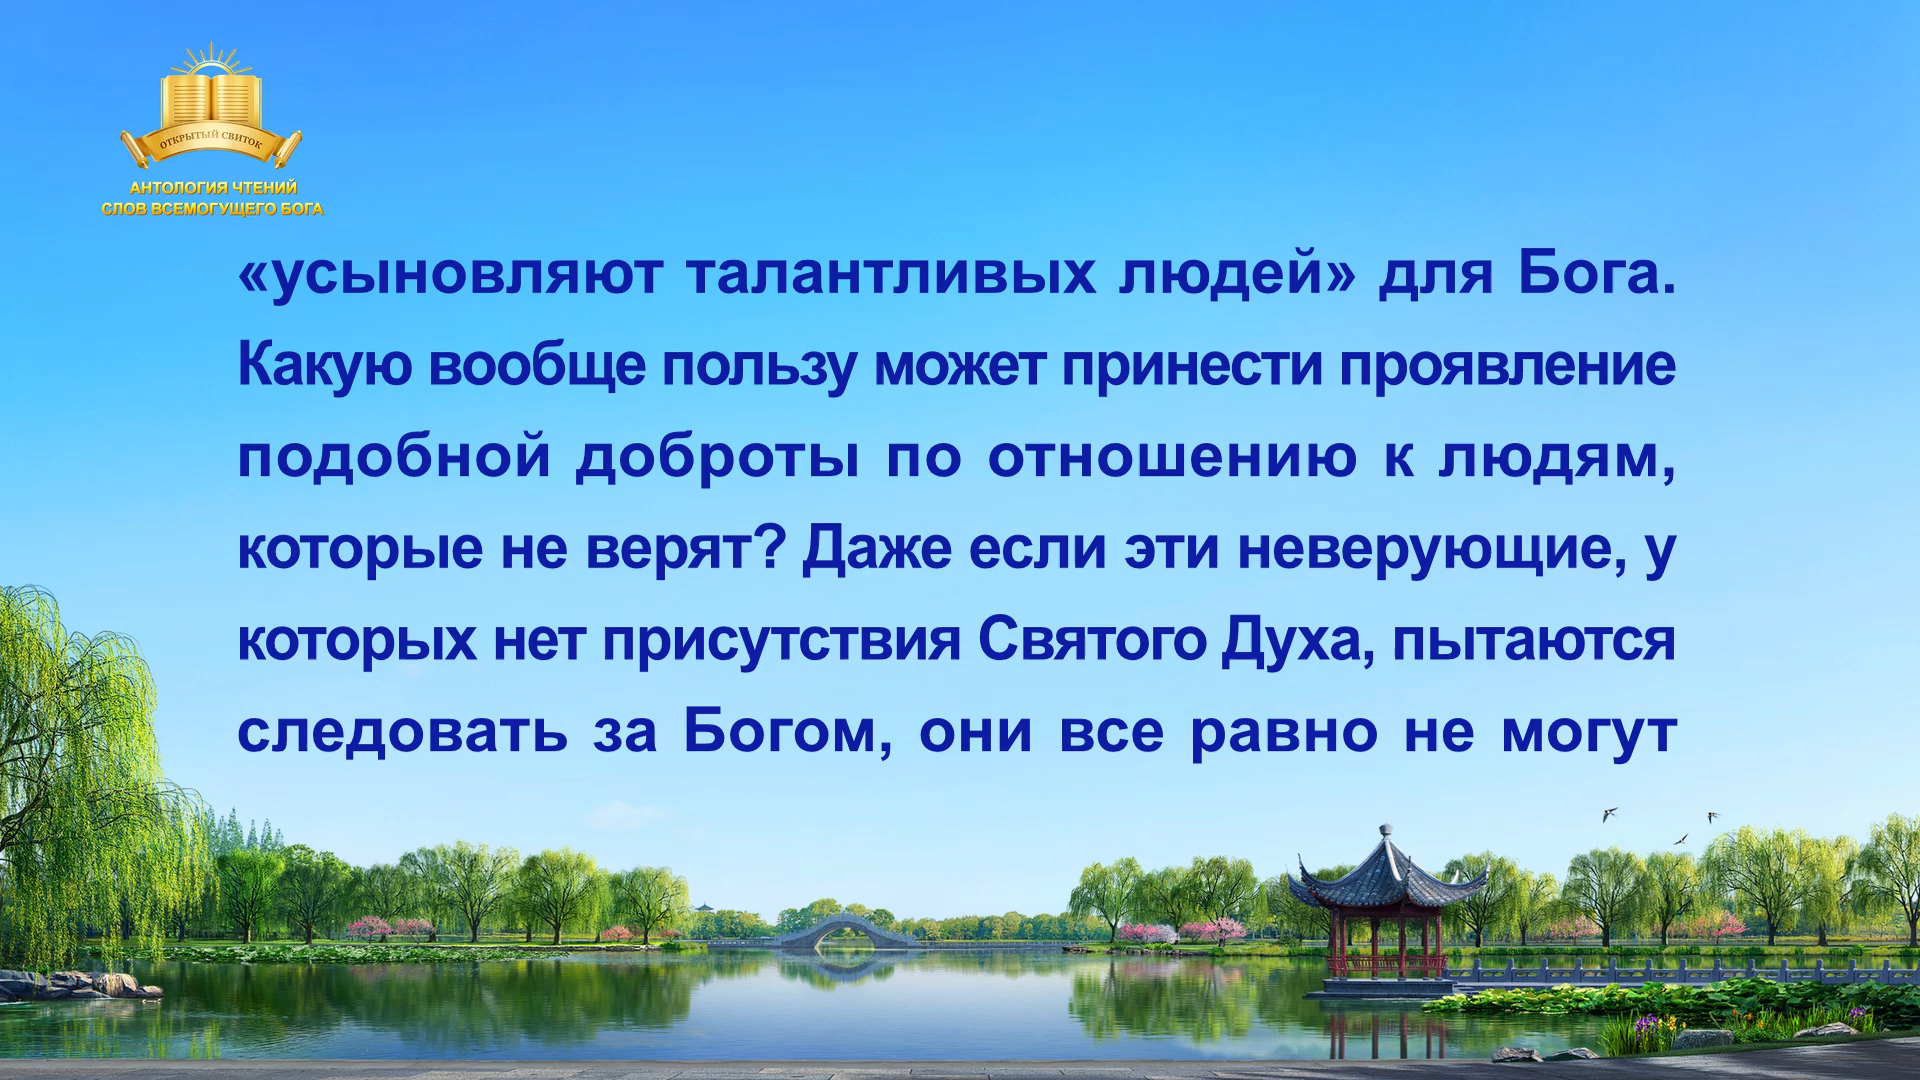 ОТКРЫТЫЙ СВИТОК
АНТОЛОГИЯ ЧТЕНИЙ
СЛОВ ВСЕМОГУЩЕГО БОГА
«усыновляют талантливых людей» для Бога.
Какую вообще пользу может принести проявление
подобной доброты по отношению к людям,
которые не верят? Даже если эти неверующие, у
которых нет присутствия Святого Духа, пытаются
следовать за Богом, они все равно не могут